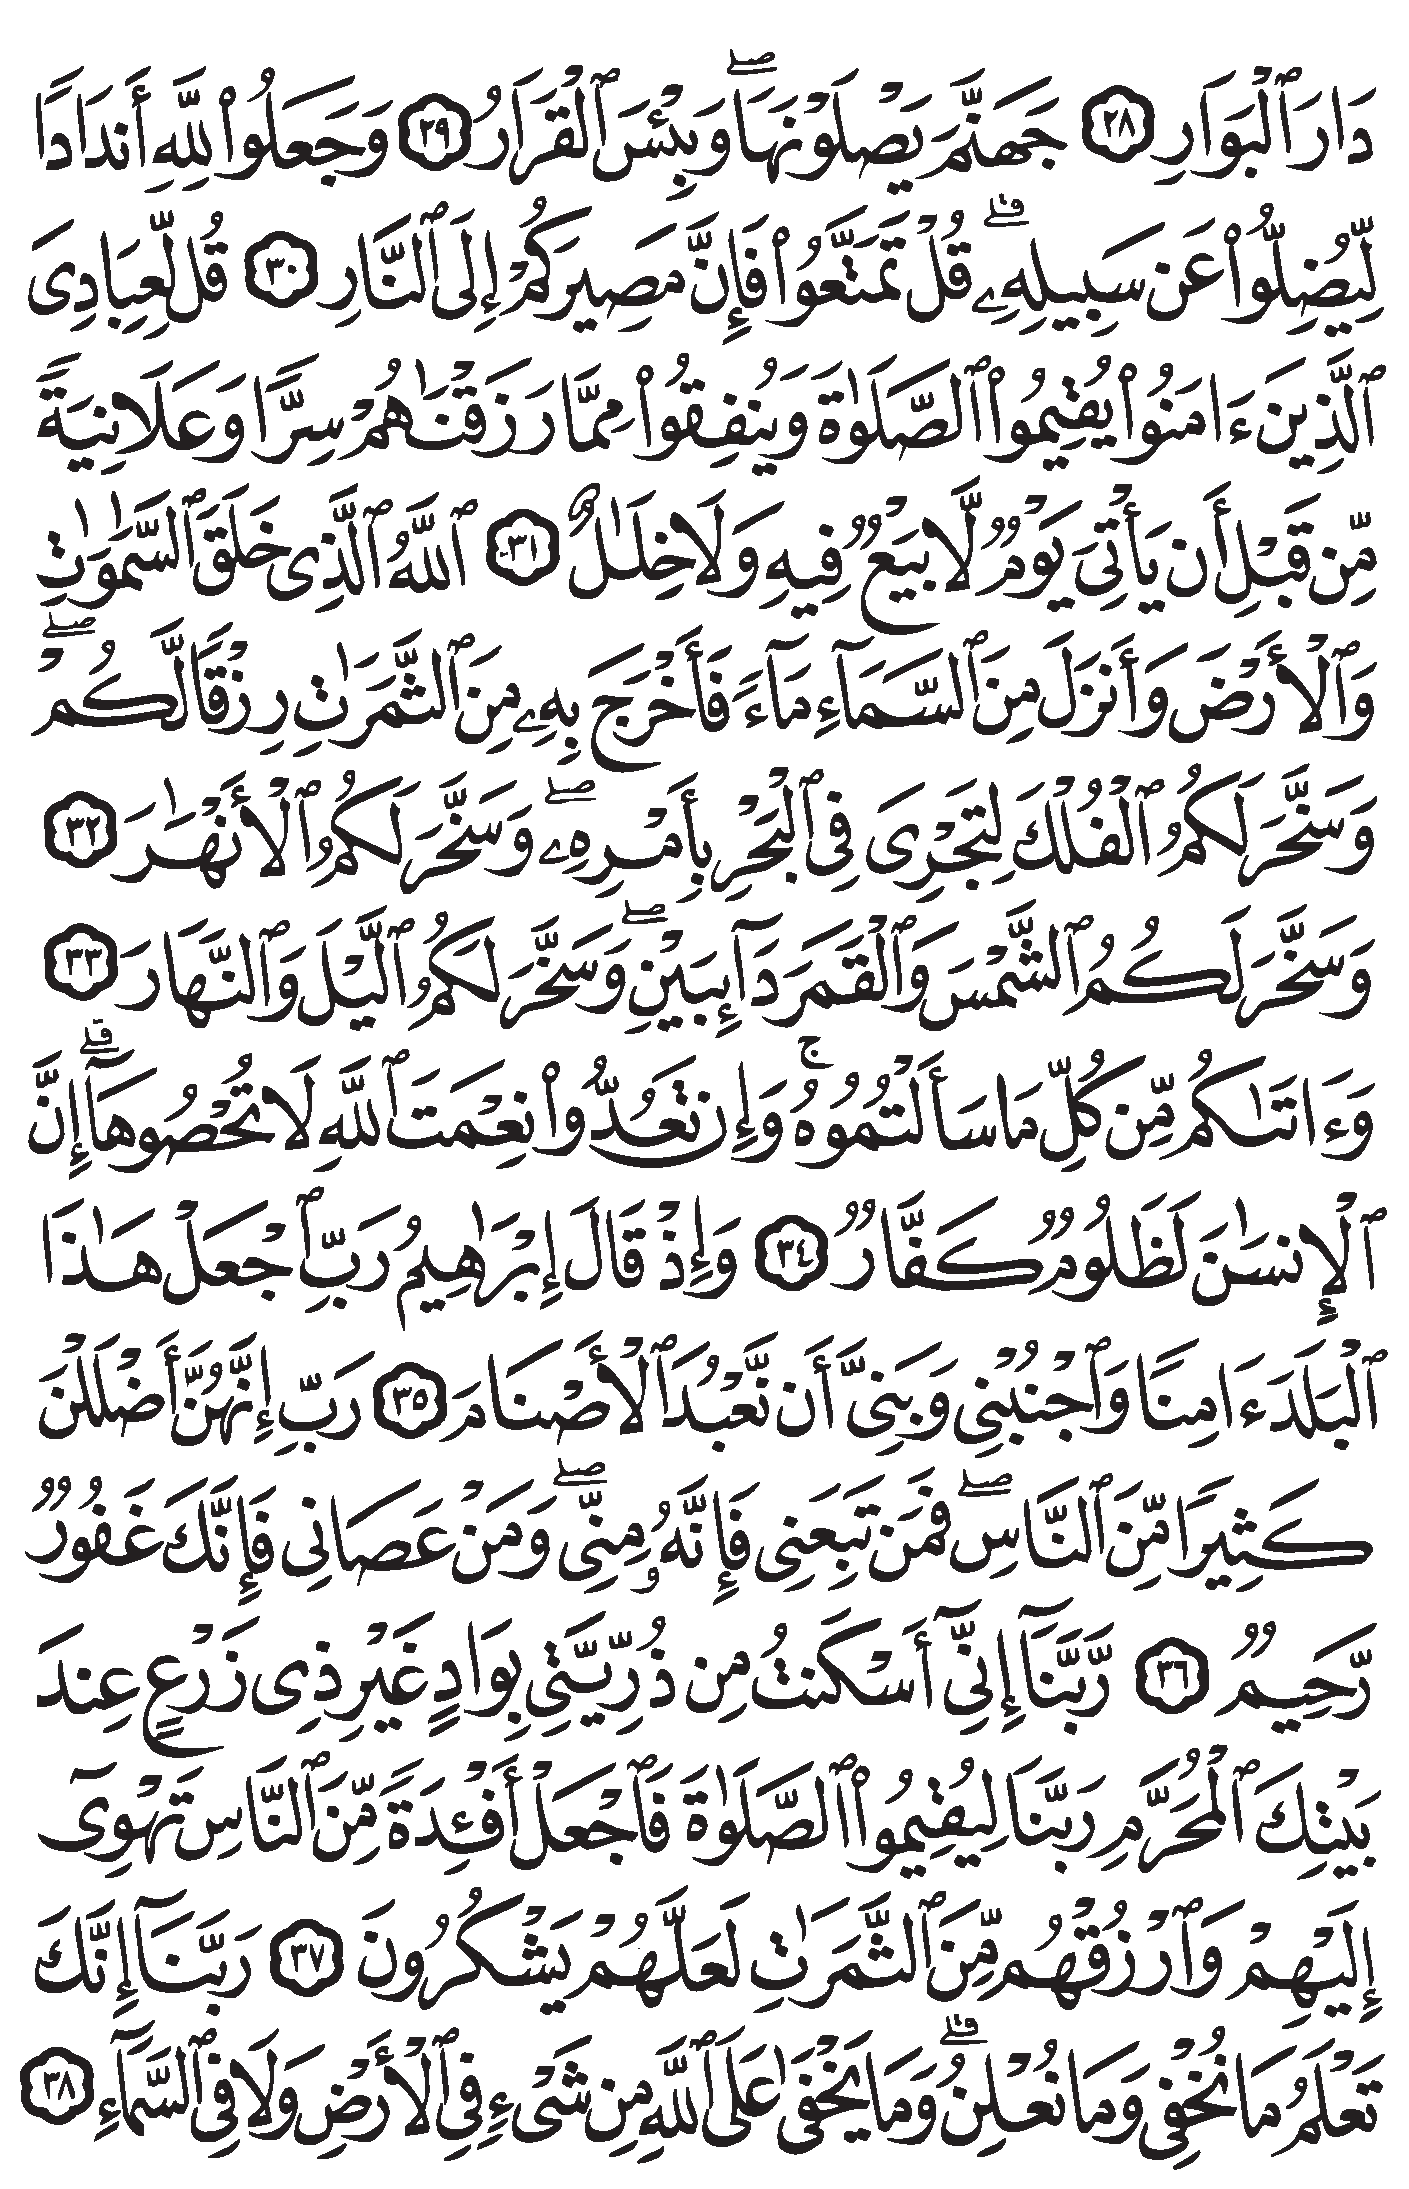 دَارَ ٱلْبَوَارِ ٢٨ جَهَنَّمَ يَصْلَوْنَهَاۖ وَبِئْسَ ٱلْقَرَارُ ٢٩ وَجَعَلُوا۟ لِلَّهِ أَندَادًا
لِّيُضِلُّوا۟ عَن سَبِيلِهِۦۗ قُلْ تَمَتَّعُوا۟ فَإِنَّ مَصِيرَكُمْ إِلَى ٱلنَّارِ ٣٠ قُل لِّعِبَادِىَ
ٱلَّذِينَ ءَامَنُوا۟ يُقِيمُوا۟ ٱلصَّلَوٰةَ وَيُنفِقُوا۟ مِمَّا رَزَقْنَٰهُمْ سِرًّا وَعَلَانِيَةً
مِّن قَبْلِ أَن يَأْتِىَ يَوْمٌ لَّا بَيْعٌ فِيهِ وَلَا خِلَٰلٌ ٣١ ٱللَّهُ ٱلَّذِى خَلَقَ ٱلسَّمَٰوَٰتِ
وَٱلْأَرْضَ وَأَنزَلَ مِنَ ٱلسَّمَآءِ مَآءً فَأَخْرَجَ بِهِۦ مِنَ ٱلثَّمَرَٰتِ رِزْقًا لَّكُمْۖ
وَسَخَّرَ لَكُمُ ٱلْفُلْكَ لِتَجْرِىَ فِى ٱلْبَحْرِ بِأَمْرِهِۦۖ وَسَخَّرَ لَكُمُ ٱلْأَنْهَٰرَ ٣٢
وَسَخَّرَ لَكُمُ ٱلشَّمْسَ وَٱلْقَمَرَ دَآئِبَيْنِۖ وَسَخَّرَ لَكُمُ ٱلَّيْلَ وَٱلنَّهَارَ ٣٣
وَءَاتَىٰكُم مِّن كُلِّ مَا سَأَلْتُمُوهُۚ وَإِن تَعُدُّوا۟ نِعْمَتَ ٱللَّهِ لَا تُحْصُوهَآۗ إِنَّ
ٱلْإِنسَٰنَ لَظَلُومٌ كَفَّارٌ ٣٤ وَإِذْ قَالَ إِبْرَٰهِيمُ رَبِّ ٱجْعَلْ هَٰذَا
ٱلْبَلَدَ ءَامِنًا وَٱجْنُبْنِى وَبَنِىَّ أَن نَّعْبُدَ ٱلْأَصْنَامَ ٣٥ رَبِّ إِنَّهُنَّ أَضْلَلْنَ
كَثِيرًا مِّنَ ٱلنَّاسِۖ فَمَن تَبِعَنِى فَإِنَّهُۥ مِنِّىۖ وَمَنْ عَصَانِى فَإِنَّكَ غَفُورٌ
رَّحِيمٌ ٣٦ رَّبَّنَآ إِنِّىٓ أَسْكَنتُ مِن ذُرِّيَّتِى بِوَادٍ غَيْرِ ذِى زَرْعٍ عِندَ
بَيْتِكَ ٱلْمُحَرَّمِ رَبَّنَا لِيُقِيمُوا۟ ٱلصَّلَوٰةَ فَٱجْعَلْ أَفْـِٔدَةً مِّنَ ٱلنَّاسِ تَهْوِىٓ
إِلَيْهِمْ وَٱرْزُقْهُم مِّنَ ٱلثَّمَرَٰتِ لَعَلَّهُمْ يَشْكُرُونَ ٣٧ رَبَّنَآ إِنَّكَ
تَعْلَمُ مَا نُخْفِى وَمَا نُعْلِنُۗ وَمَا يَخْفَىٰ عَلَى ٱللَّهِ مِن شَىْءٍ فِى ٱلْأَرْضِ وَلَا فِى ٱلسَّمَآءِ ٣٨